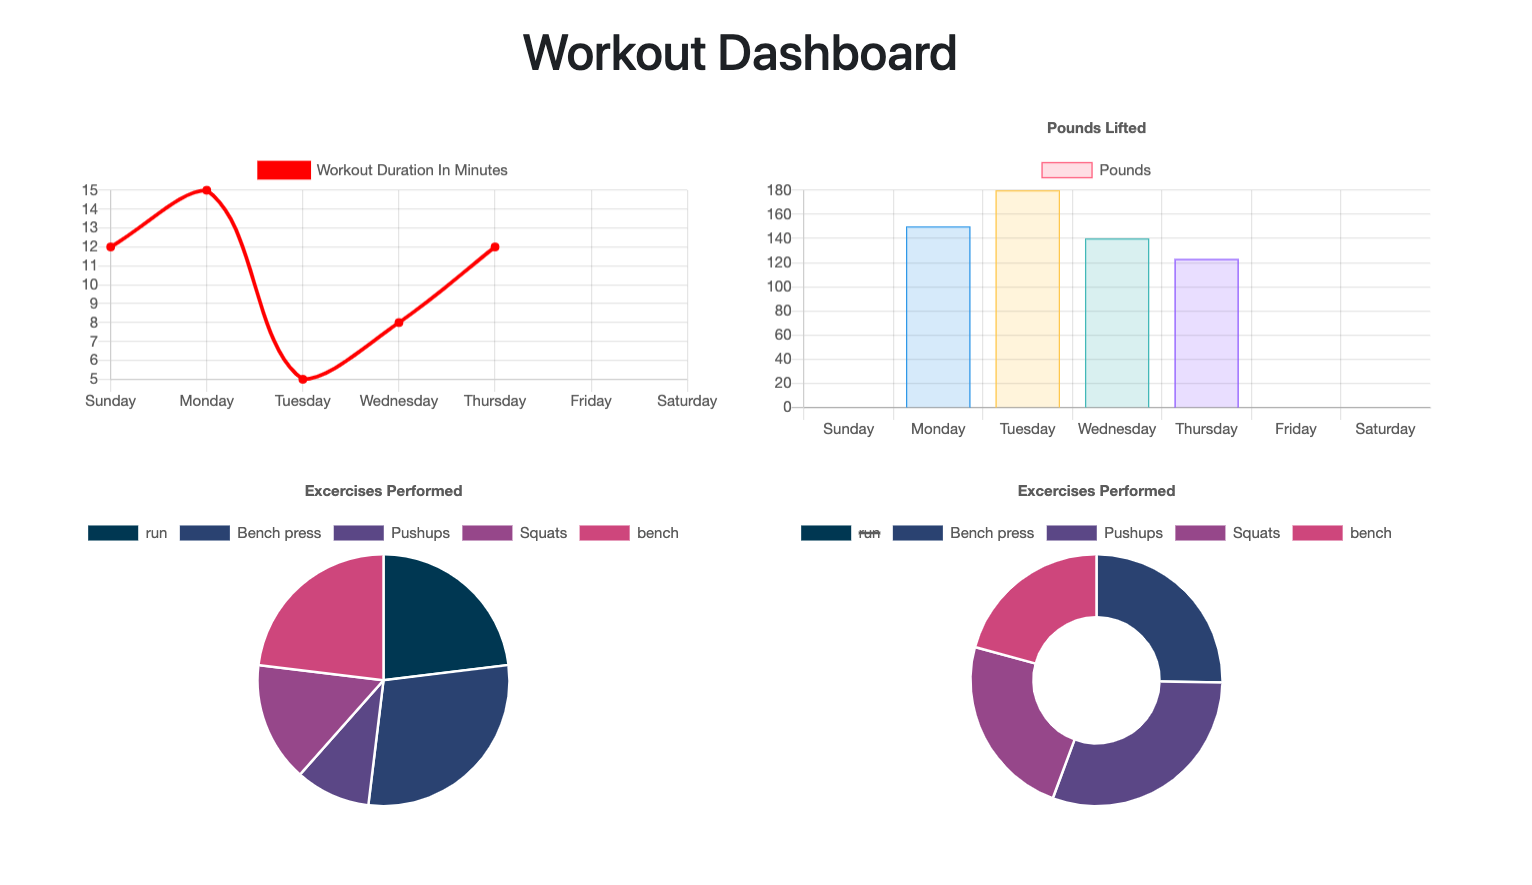 Workout Dashboard
Workout Duration In Minutes
15
14
13
12
11
10
9
8
7
6
5
Sunday Monday Tuesday Wednesday Thursday Friday Saturday
Pounds Lifted
Pounds
180
160
140
120
100
80
60
40
20
0
Sunday Monday Tuesday Wednesday Thursday Friday Saturday
Excercises Performed
run Bench press Pushups Squats bench
Excercises Performed
run Bench press Pushups Squats bench